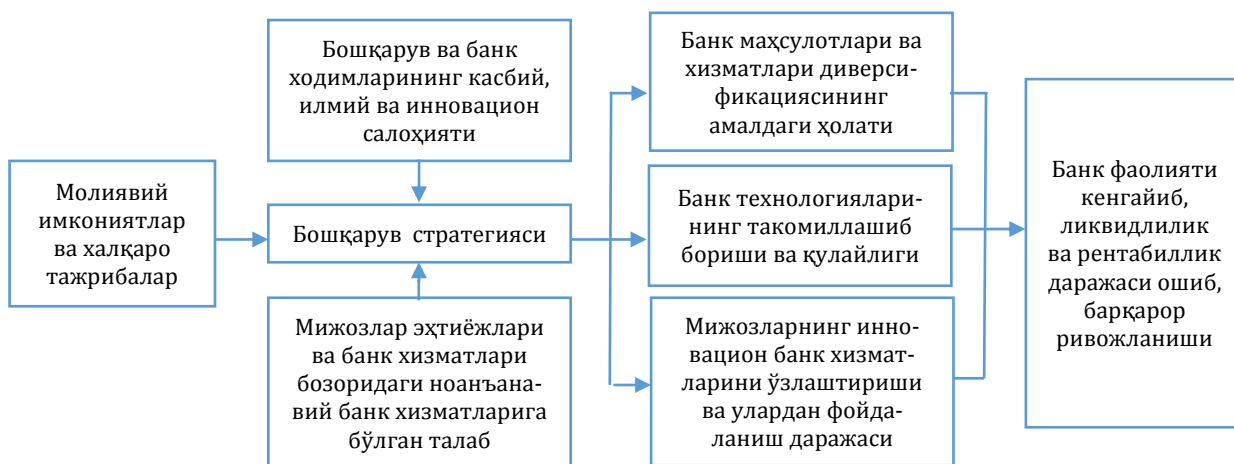 Молиявий
имкониятлар
ва халқаро
тажрибалар
Бошқарув ва банк
ходимларининг касбий,
илмий ва инновацион
салоҳияти
Бошқарув стратегияси
Мижозлар эҳтиёжлари
ва банк хизматлари
бозоридаги ноанъана-
вий банк хизматларига
бўлган талаб
Банк маҳсулотлари ва
хизматлари диверси-
фикациясининг
амалдаги ҳолати
Банк технологиялари-
нинг такомиллашиб
бориши ва қулайлиги
Мижозларнинг инно-
вацион банк хизмат-
ларини ўзлаштириши
ва улардан фойда-
ланиш даражаси
Банк фаолияти
кенгайиб,
ликвидлилик
ва рентабиллик
даражаси ошиб,
барқарор
ривожланиши